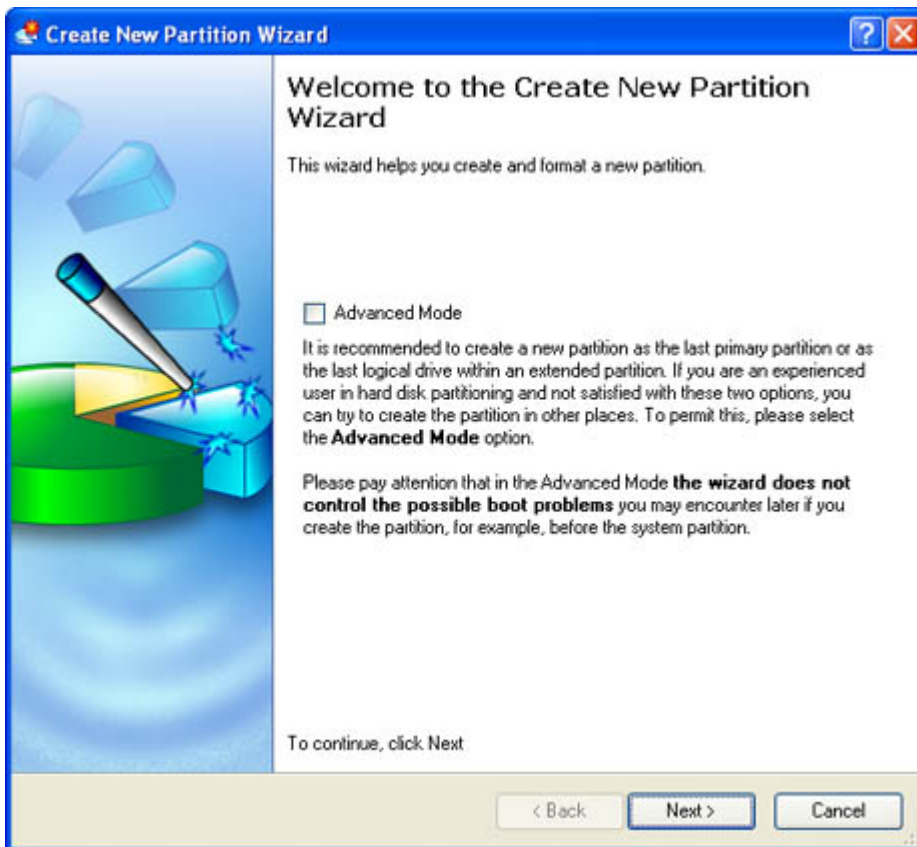 Create New Partition Wizard
Welcome to the Create New Partition
Wizard
This wizard helps you create and format a new partition.
Advanced Mode
It is recommended to create a new partition as the last primary partition or as
the last logical drive within an extended partition. If you are an experienced
user in hard disk partitioning and not satisfied with these two options, you
can try to create the partition in other places. To permit this, please select
the Advanced Mode option.
Please pay attention that in the Advanced Mode the wizard does not
control the possible boot problems you may encounter later if you
create the partition, for example, before the system partition.
To continue, click Next
< Back
Next >
Cancel